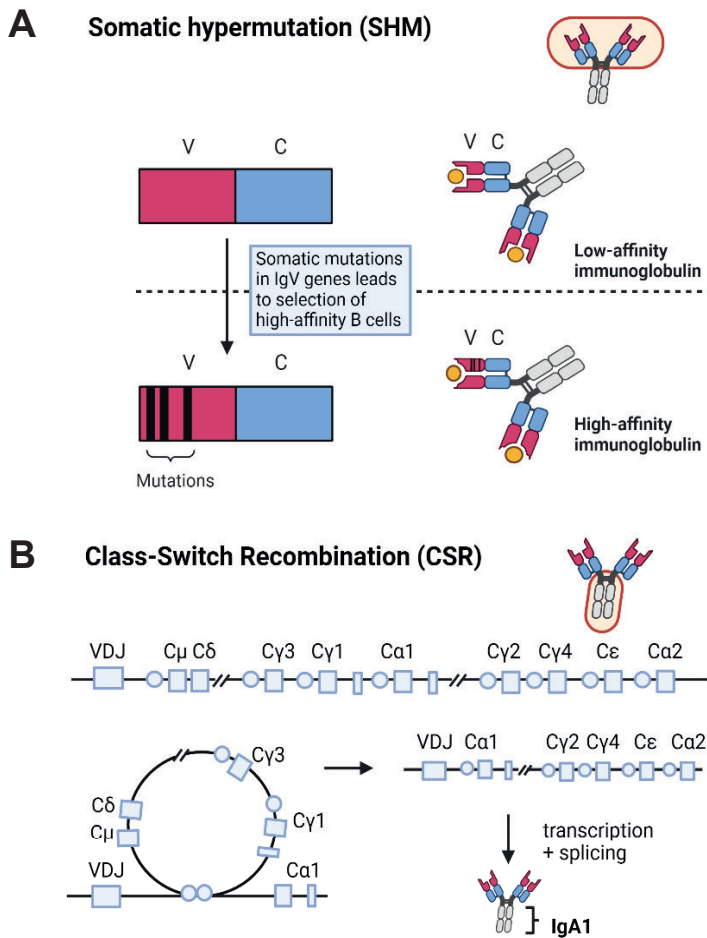 A Somatic hypermutation (SHM)
V C
V C
Somatic mutations
in IgV genes leads
to selection of
high-affinity B cells
Low-affinity
immunoglobulin
V C
V C
Mutations
High-affinity
immunoglobulin
B Class-Switch Recombination (CSR)
VDJ Cμ Cδ Cγ3 Cγ1 Cα1 Cγ2 Cγ4 Cε Cα2
Cγ3
Cδ
Cμ
Cγ1
VDJ Cα1
VDJ Cα1 Cγ2 Cγ4 Cε Cα2
transcription
+ splicing
IgA1